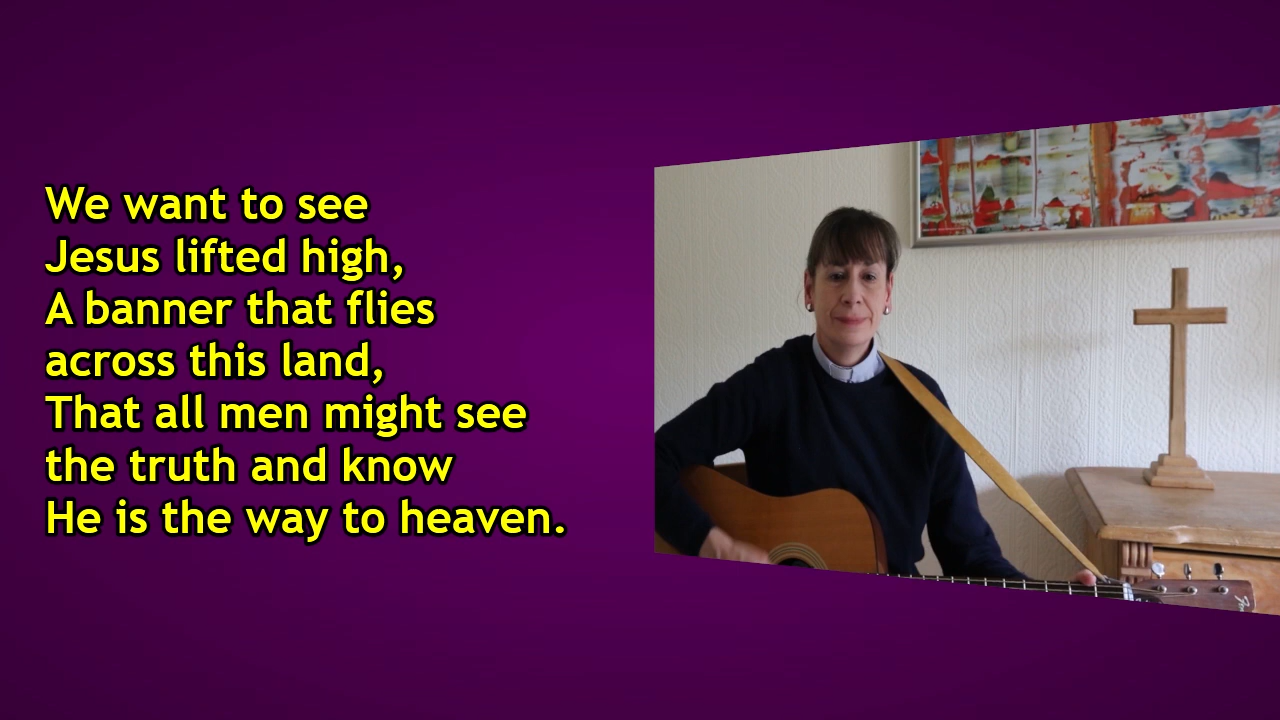 We want to see
Jesus lifted high,
A banner that flies
across this land,
That all men might see
the truth and know
He is the way to heaven.